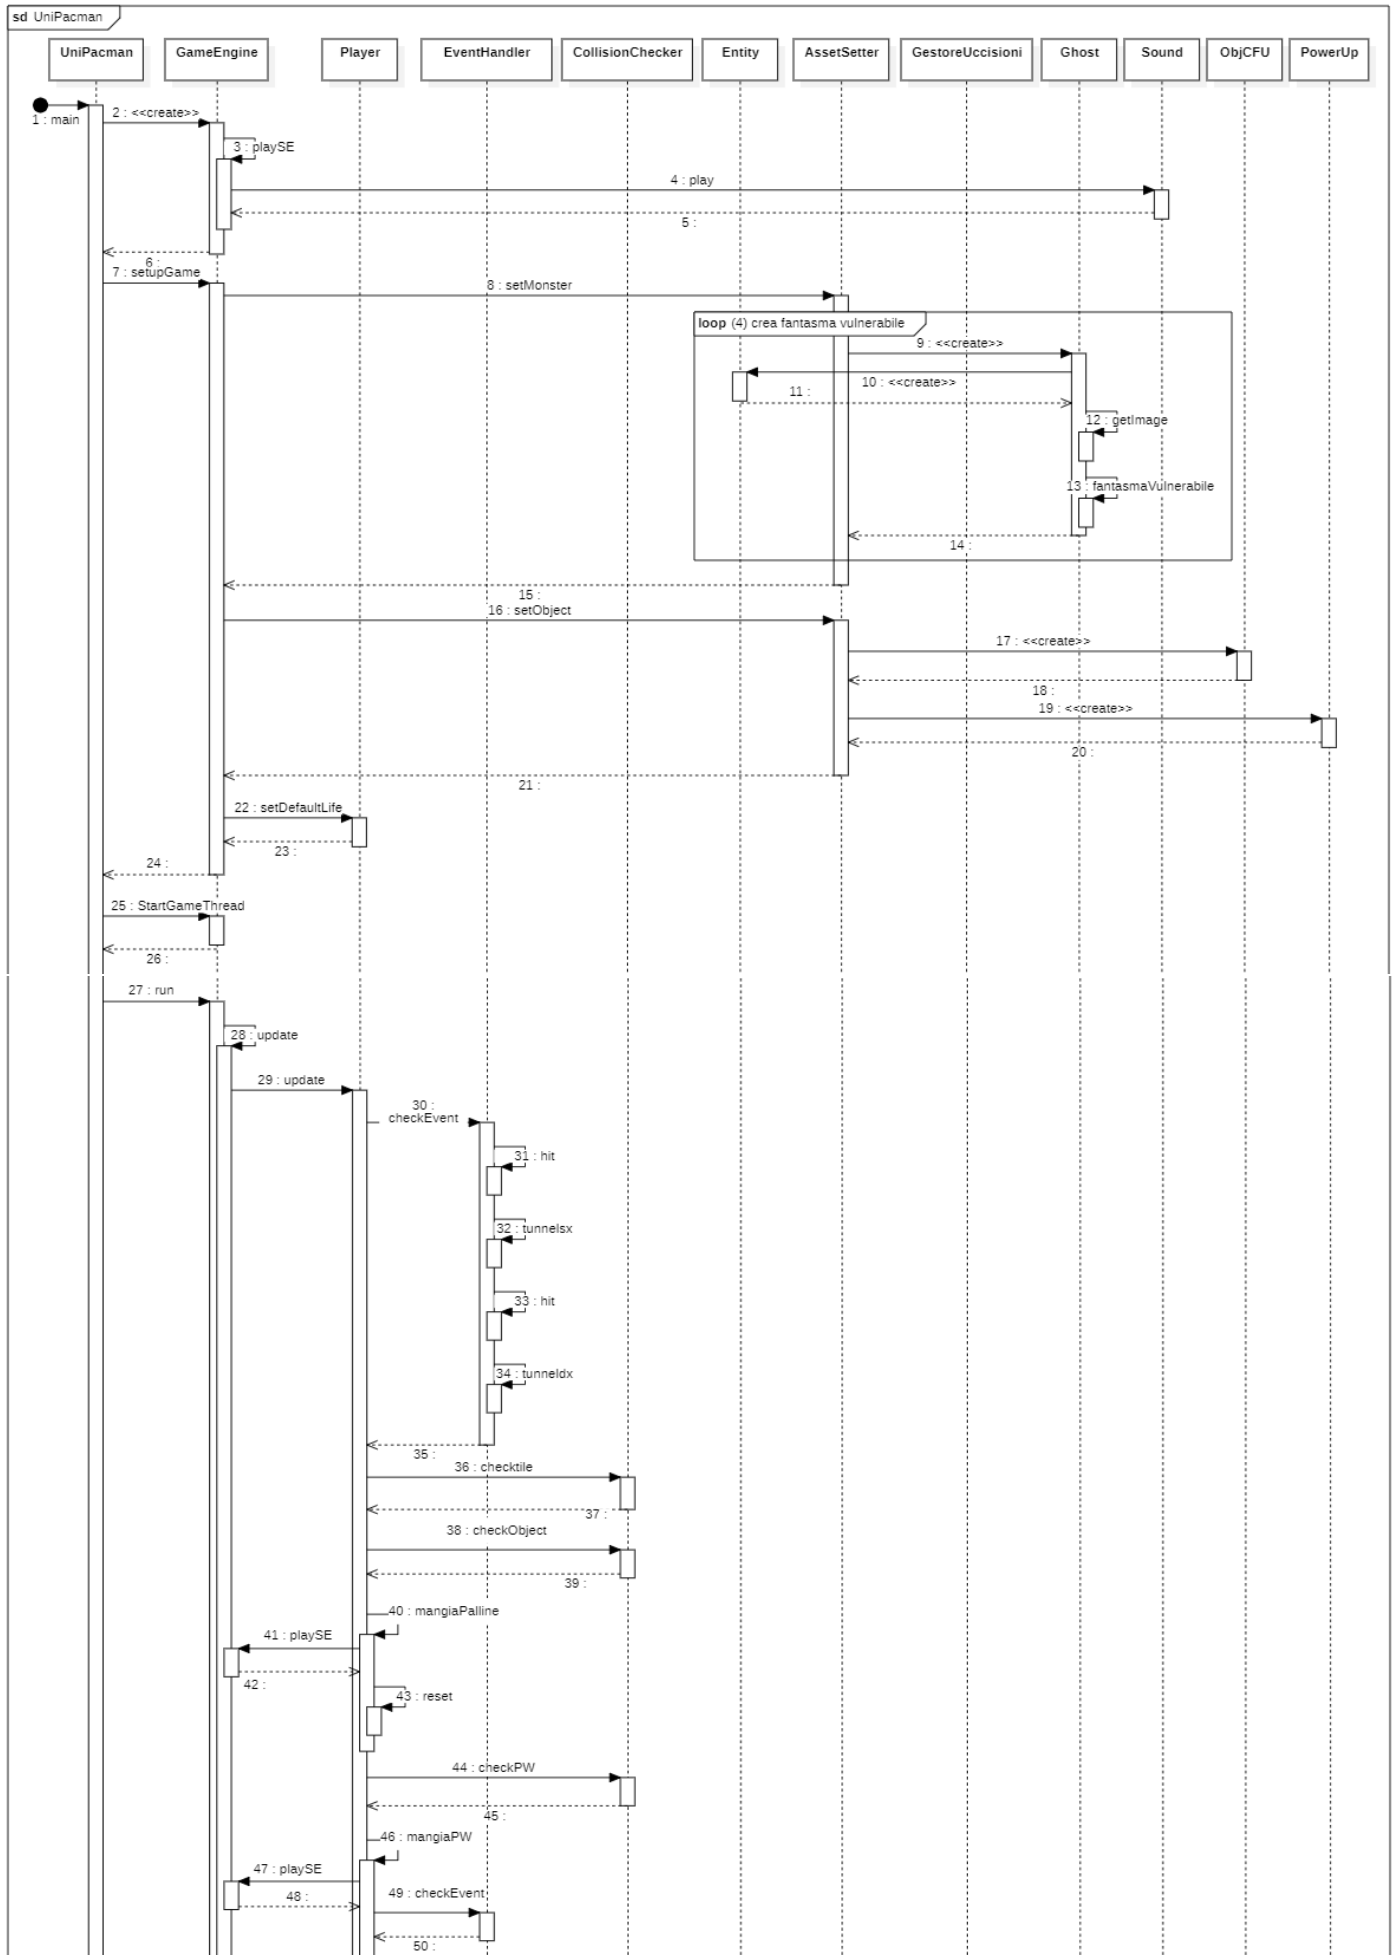 sd UniPacman
UniPacman
GameEngine
Player
EventHandler
CollisionChecker
Entity
AssetSetter
GestoreUccisioni
Ghost
Sound
ObjCFU
PowerUp
1 : main
2 : <<create>>
3 : playSE
4 : play
5 :
6 :
7 : setupGame
8 : setMonster
loop (4) crea fantasma vulnerabile
9 : <<create>>
10 : <<create>>
11 :
12 : getImage
13 : fantasmaVulnerabile
14 :
15 :
16 : setObject
17 : <<create>>
18 :
19 : <<create>>
20 :
21 :
22 : setDefaultLife
23 :
24 :
25 : StartGameThread
26 :
27 : run
28 : update
29 : update
30 :
checkEvent
31 : hit
32 : tunnelsx
33 : hit
34 : tunneldx
35 :
36 : checktile
37 :
38 : checkObject
39 :
40 : mangiaPalline
41 : playSE
42 :
43 : reset
44 : checkPW
45 :
46 : mangiaPW
47 : playSE
48 :
49 : checkEvent
50 :